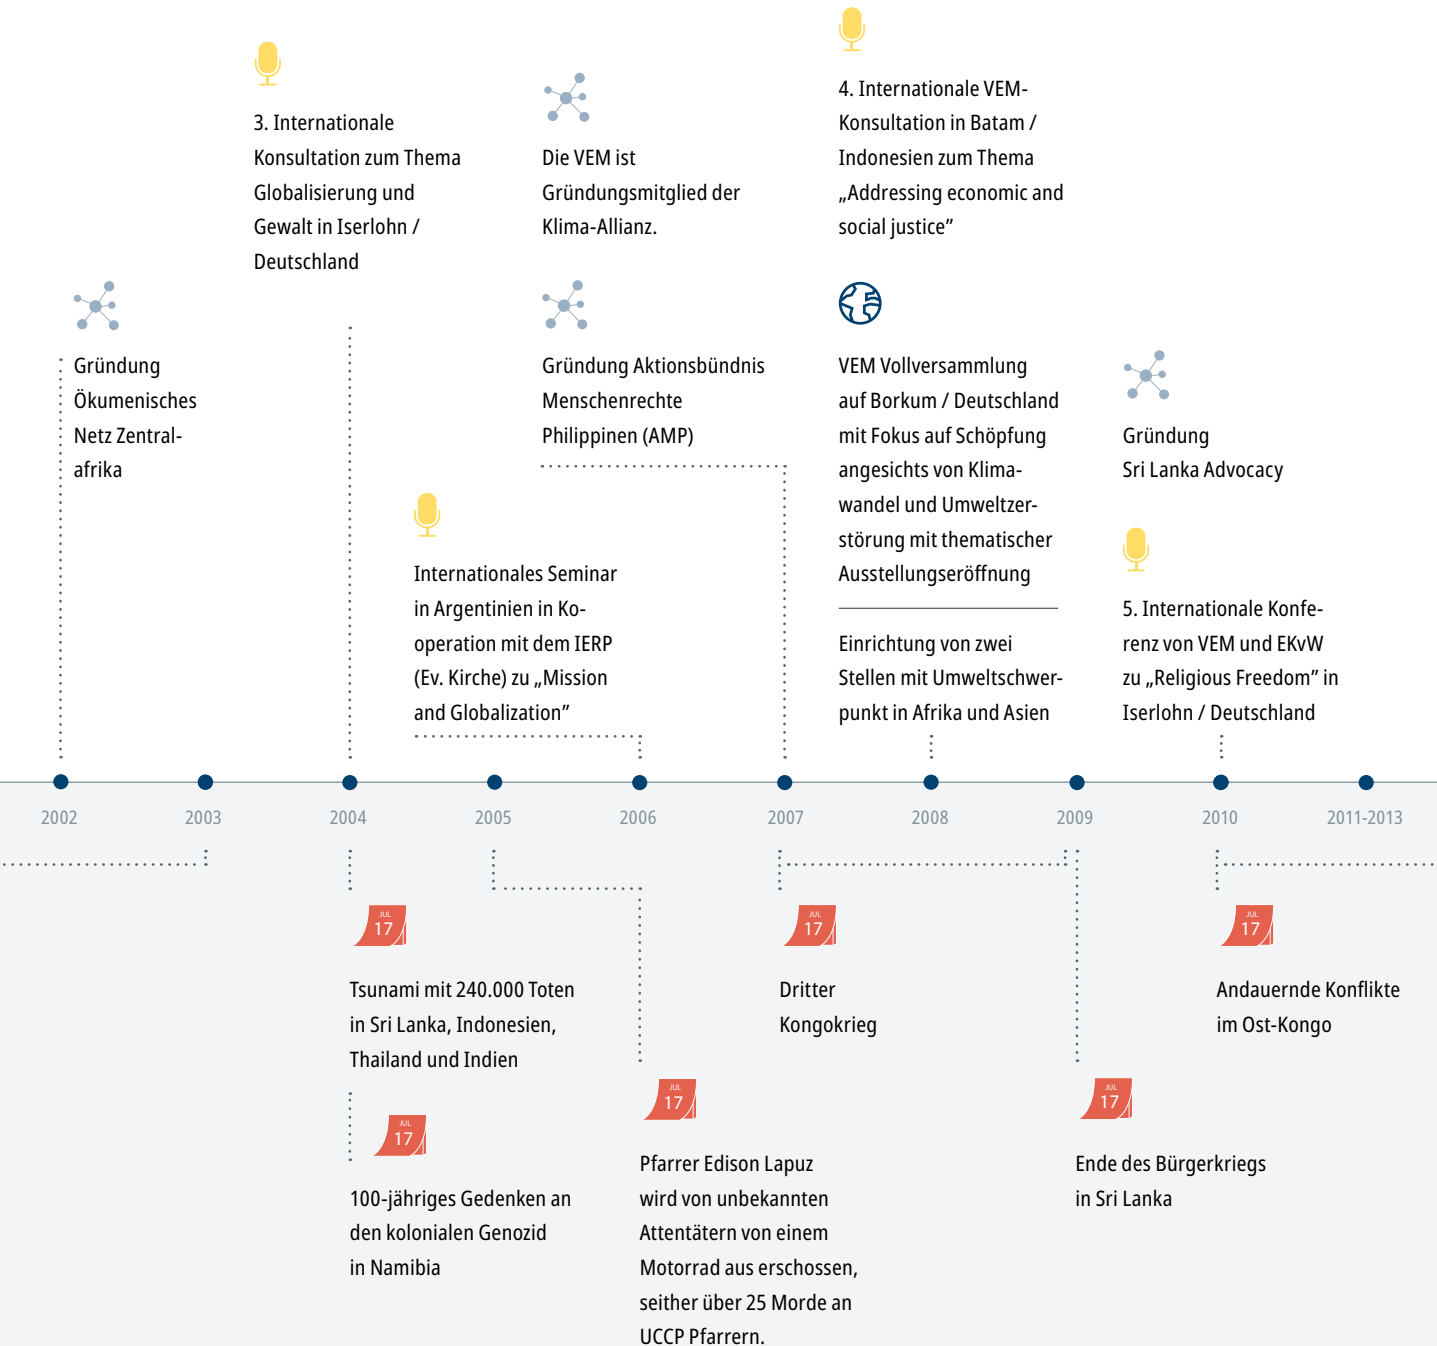 3. Internationale
Konsultation zum Thema
Globalisierung und
Gewalt in Iserlohn /
Deutschland
Die VEM ist
Gründungsmitglied der
Klima-Allianz.
4. Internationale VEM-
Konsultation in Batam /
Indonesien zum Thema
„Addressing economic and
social justice”
Gründung
Ökumenisches
Netz Zentral-
afrika
Gründung Aktionsbündnis
Menschenrechte
Philippinen (AMP)
VEM Vollversammlung
auf Borkum / Deutschland
mit Fokus auf Schöpfung
angesichts von Klima-
wandel und Umweltzer-
störung mit thematischer
Ausstellungseröffnung
Gründung
Sri Lanka Advocacy
Internationales Seminar
in Argentinien in Ko-
operation mit dem IERP
(Ev. Kirche) zu „Mission
and Globalization”
Einrichtung von zwei
Stellen mit Umweltschwer-
punkt in Afrika und Asien
5. Internationale Konfe-
renz von VEM und EKvW
zu „Religious Freedom” in
Iserlohn / Deutschland
2002
2003
2004
2005
2006
2007
2008
2009
2010
2011-2013
JUL
17
Tsunami mit 240.000 Toten
in Sri Lanka, Indonesien,
Thailand und Indien
JUL
17
Dritter
Kongokrieg
JUL
17
Andauernde Konflikte
im Ost-Kongo
JUL
17
100-jähriges Gedenken an
den kolonialen Genozid
in Namibia
JUL
17
Pfarrer Edison Lapuz
wird von unbekannten
Attentätern von einem
Motorrad aus erschossen,
seither über 25 Morde an
UCCP Pfarrern.
JUL
17
Ende des Bürgerkriegs
in Sri Lanka